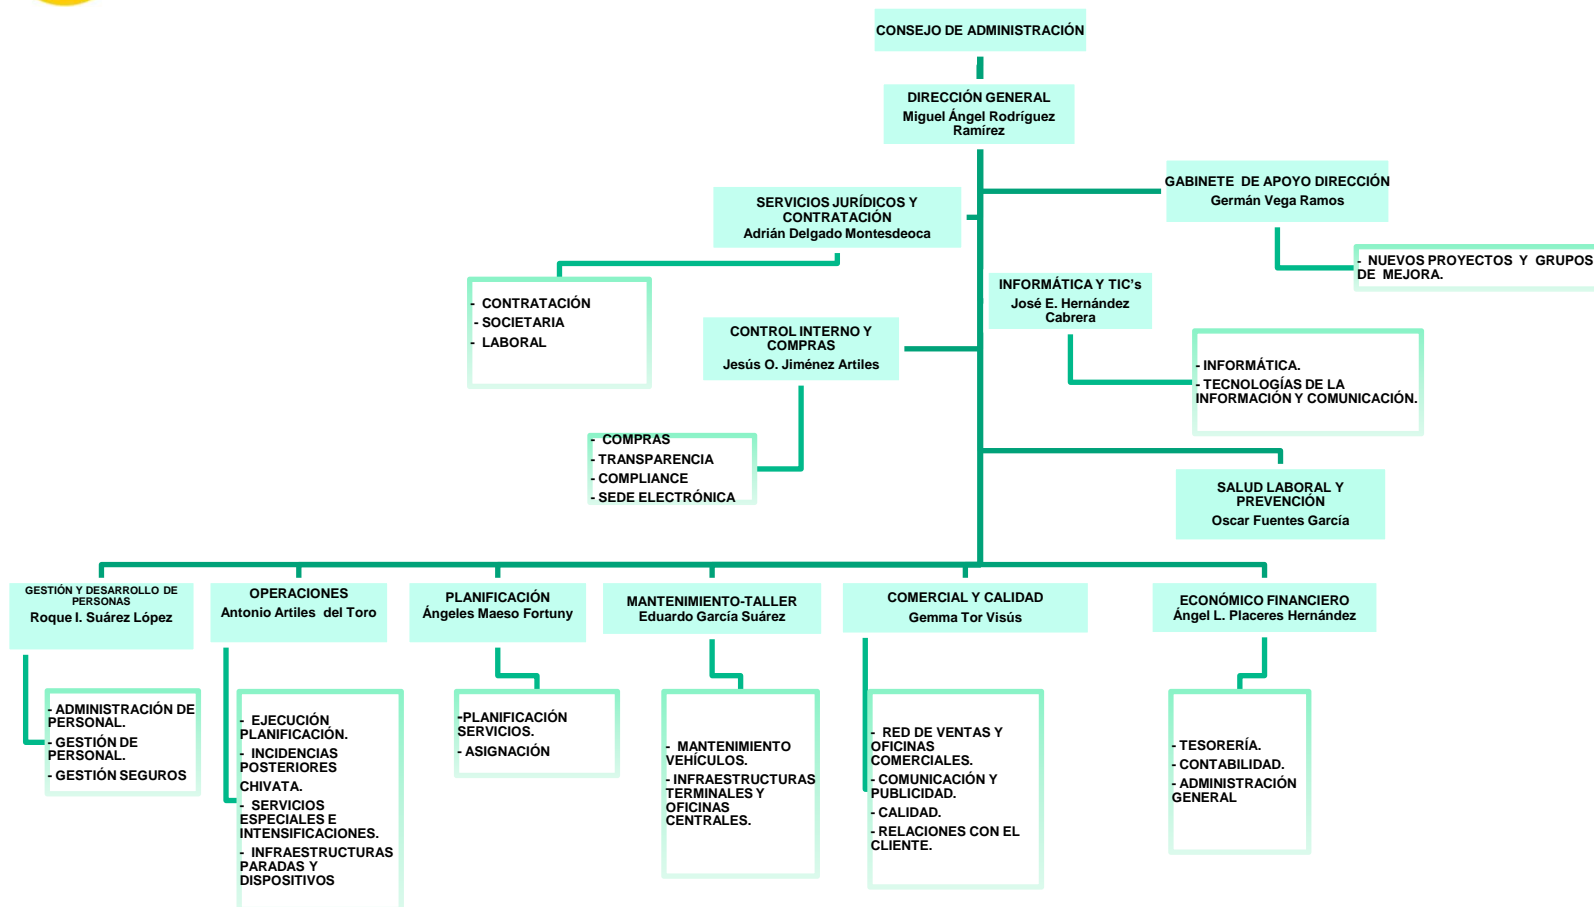 CONSEJO DE ADMINISTRACIÓN
DIRECCIÓN GENERAL
Miguel Ángel Rodríguez
Ramírez
GABINETE DE APOYO DIRECCIÓN
Germán Vega Ramos
- NUEVOS PROYECTOS Y GRUPOS
DE MEJORA.
SERVICIOS JURÍDICOS Y
CONTRATACIÓN
Adrián Delgado Montesdeoca
- CONTRATACIÓN
- SOCIETARIA
- LABORAL
INFORMÁTICA Y TIC's
José E. Hernández
Cabrera
- INFORMÁTICA.
- TECNOLOGÍAS DE LA
INFORMACIÓN Y COMUNICACIÓN.
CONTROL INTERNO Y
COMPRAS
Jesús O. Jiménez Artiles
- COMPRAS
- TRANSPARENCIA
- COMPLIANCE
- SEDE ELECTRÓNICA
SALUD LABORAL Y
PREVENCIÓN
Oscar Fuentes García
GESTIÓN Y DESARROLLO DE
PERSONAS
Roque I. Suárez López
- ADMINISTRACIÓN DE
PERSONAL.
- GESTIÓN DE
PERSONAL.
- GESTIÓN SEGUROS
OPERACIONES
Antonio Artiles del Toro
- EJECUCIÓN
PLANIFICACIÓN.
- INCIDENCIAS
POSTERIORES
CHIVATA.
- SERVICIOS
ESPECIALES E
INTENSIFICACIONES.
- INFRAESTRUCTURAS
PARADAS Y
DISPOSITIVOS
PLANIFICACIÓN
Ángeles Maeso Fortuny
-PLANIFICACIÓN
SERVICIOS.
- ASIGNACIÓN
MANTENIMIENTO-TALLER
Eduardo García Suárez
- MANTENIMIENTO
VEHÍCULOS.
- INFRAESTRUCTURAS
TERMINALES Y
OFICINAS
CENTRALES.
COMERCIAL Y CALIDAD
Gemma Tor Visús
- RED DE VENTAS Y
OFICINAS
COMERCIALES.
- COMUNICACIÓN Y
PUBLICIDAD.
- CALIDAD.
- RELACIONES CON EL
CLIENTE.
ECONÓMICO FINANCIERO
Ángel L. Placeres Hernández
- TESORERÍA.
- CONTABILIDAD.
- ADMINISTRACIÓN
GENERAL